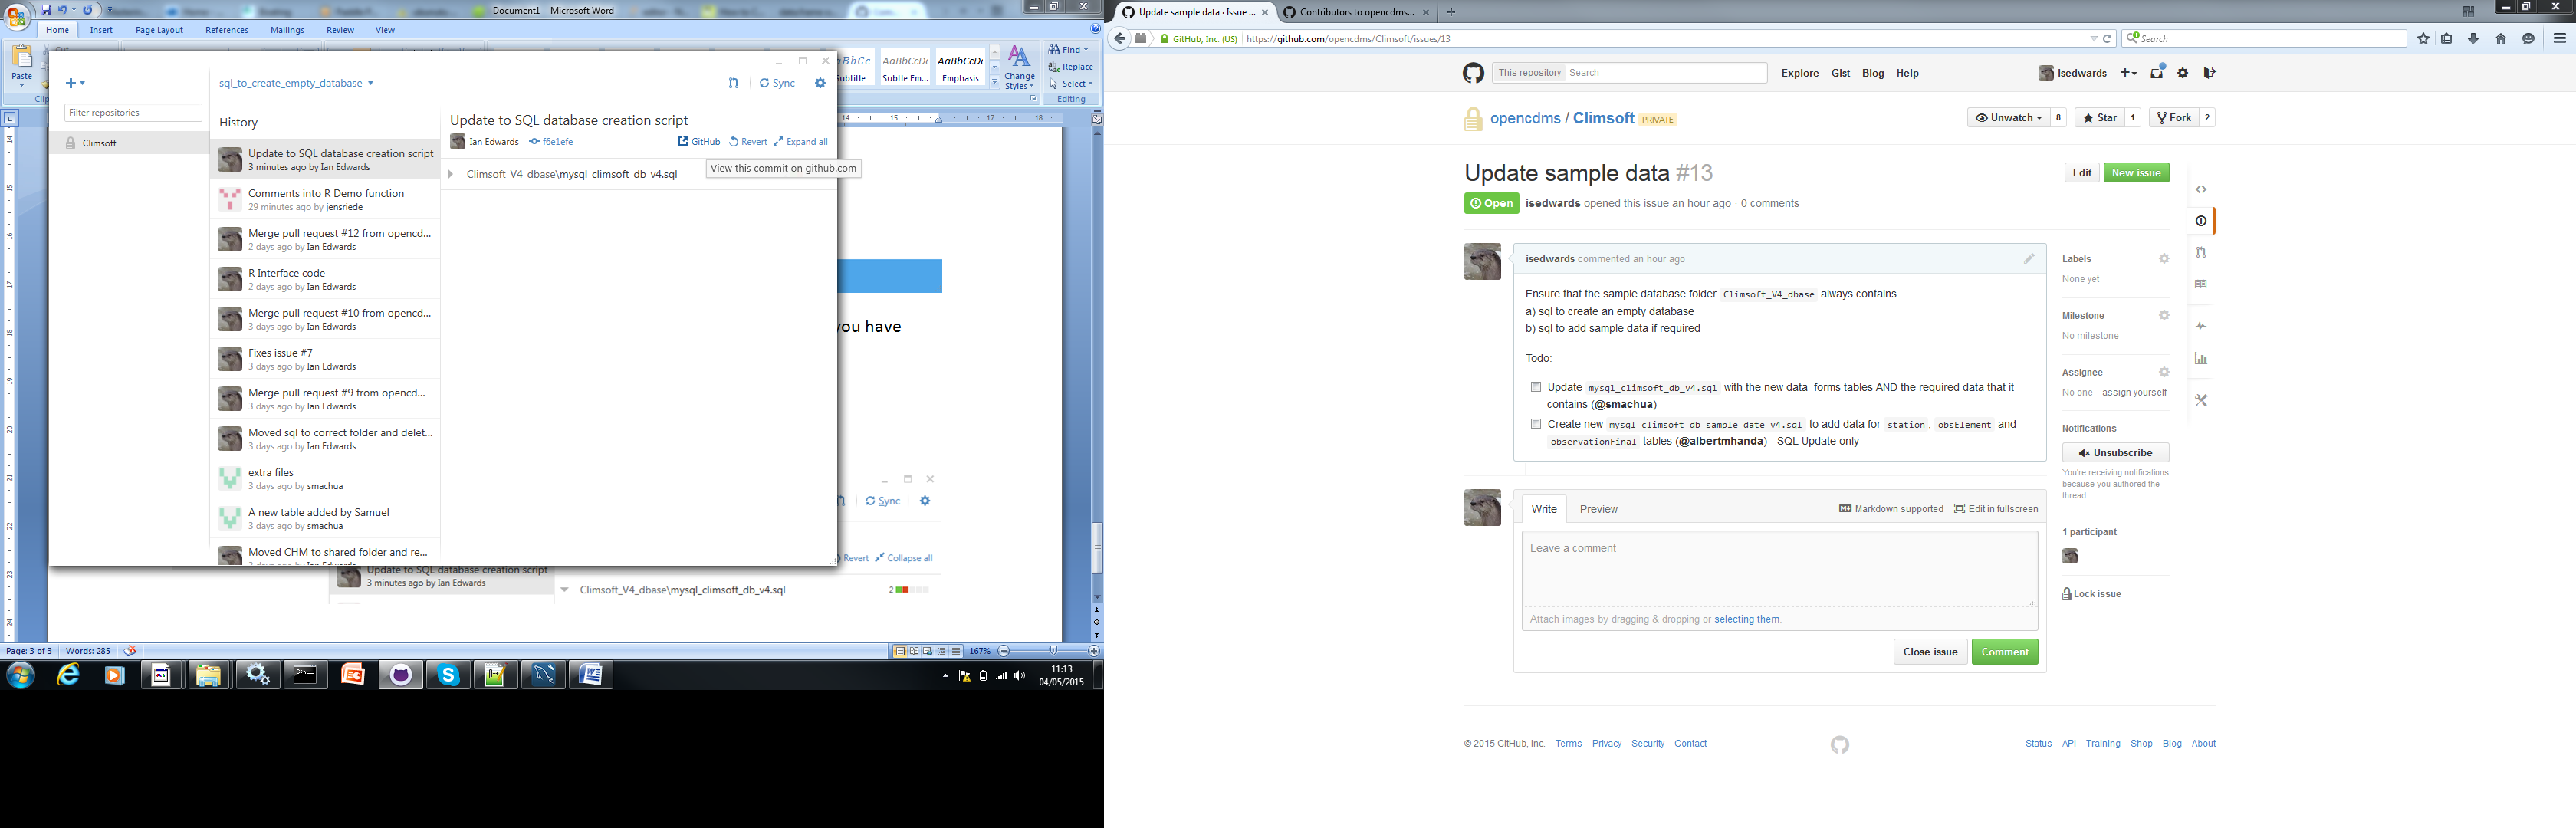 Document1 - Microsoft Word
Home Insert Page Layout References Mailings Review View
Paste
Subtitle Subtle Em... Emphasis
Change Styles
Find
Replace
Select
Editing
sql_to_create_empty_database
Sync
Filter repositories
Climsoft
History
Update to SQL database creation script
3 minutes ago by Ian Edwards
Comments into R Demo function
29 minutes ago by jensriede
Merge pull request #12 from opencd...
2 days ago by Ian Edwards
R Interface code
2 days ago by Ian Edwards
Merge pull request #10 from opencd...
3 days ago by Ian Edwards
Fixes issue #7
3 days ago by Ian Edwards
Merge pull request #9 from opencd...
3 days ago by Ian Edwards
Moved sql to correct folder and delet...
3 days ago by Ian Edwards
extra files
3 days ago by smachua
A new table added by Samuel
3 days ago by smachua
Moved CHM to shared folder and re...
Update to SQL database creation script
Ian Edwards f6e1efe GitHub Revert Expand all
View this commit on github.com
Climsoft_V4_dbase\mysql_climsoft_db_v4.sql
you have
Sync
Revert Collapse all
Update to SQL database creation script
3 minutes ago by Ian Edwards
Climsoft_V4_dbase\mysql_climsoft_db_v4.sql 2
Page: 3 of 3 Words: 285 167%
11:13
04/05/2015
Update sample data · Issue ... Contributors to opencdms...
GitHub, Inc. (US) https://github.com/opencdms/Climsoft/issues/13 Search
This repository Search Explore Gist Blog Help isedwards
opencdms / Climsoft PRIVATE Unwatch 8 Star 1 Fork 2
Update sample data #13 Edit New issue
Open isedwards opened this issue an hour ago · 0 comments
isedwards commented an hour ago
Ensure that the sample database folder Climsoft_V4_dbase always contains
a) sql to create an empty database
b) sql to add sample data if required
Todo:
Update mysql_climsoft_db_v4.sql with the new data_forms tables AND the required data that it
contains (@smachua)
Create new mysql_climsoft_db_sample_date_v4.sql to add data for station, obsElement and
observationFinal tables (@albertmhanda) - SQL Update only
Labels
None yet
Milestone
No milestone
Assignee
No one—assign yourself
Notifications
Unsubscribe
You're receiving notifications
because you authored the
thread.
1 participant
Lock issue
Write Preview Markdown supported Edit in fullscreen
Leave a comment
Attach images by dragging & dropping or selecting them.
Close issue Comment
© 2015 GitHub, Inc. Terms Privacy Security Contact Status API Training Shop Blog About